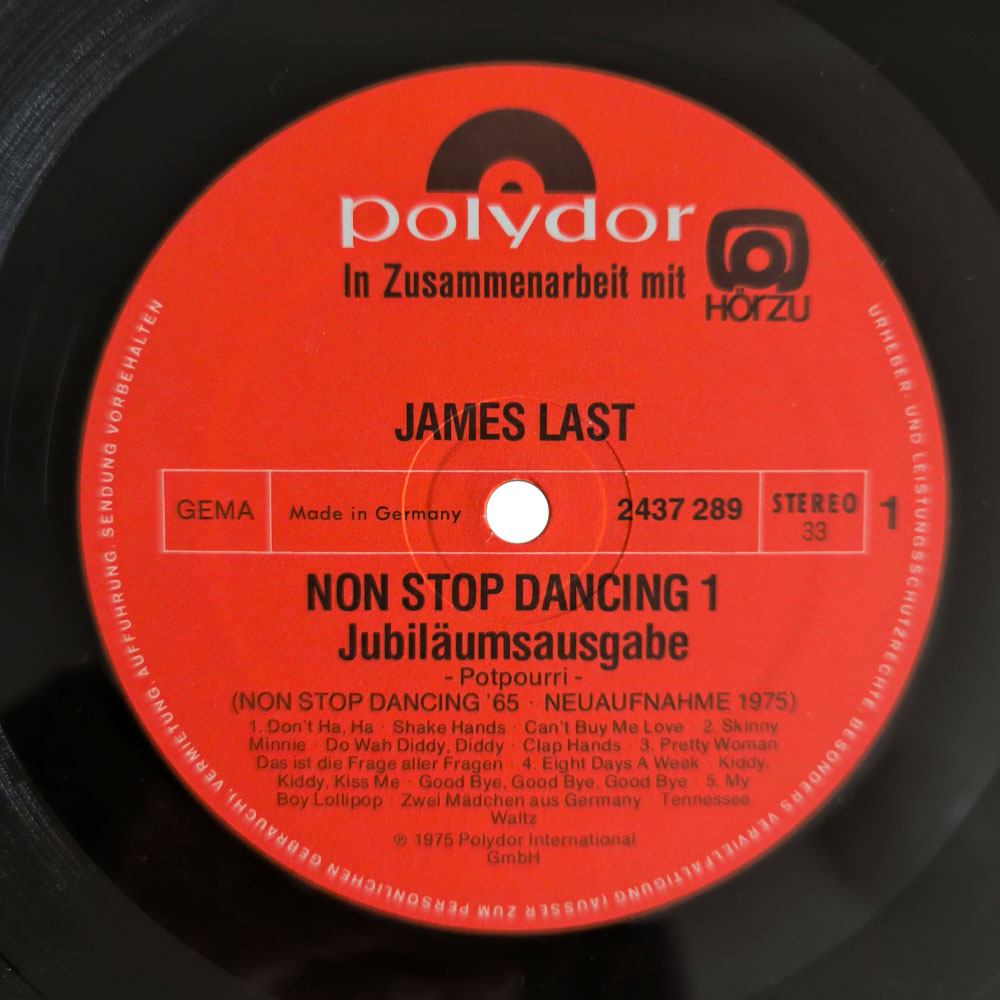 polydor
In Zusammenarbeit mit
HÖRZU
JAMES LAST
GEMA
Made in Germany
2437 289
STEREO
33
1
NON STOP DANCING 1
Jubiläumsausgabe
- Potpourri -
(NON STOP DANCING '65 · NEUAUFNAHME 1975)
1. Don't Ha, Ha · Shake Hands · Can't Buy Me Love · 2. Skinny
Minnie · Do Wah Diddy, Diddy · Clap Hands · 3. Pretty Woman
Das ist die Frage aller Fragen · 4. Eight Days A Week · Kiddy,
Kiddy, Kiss Me · Good Bye, Good Bye, Good Bye · 5. My
Boy Lollipop · Zwei Mädchen aus Germany · Tennessee
Waltz
℗ 1975 Polydor International
GmbH
URHEBER- UND LEISTUNGSSCHUTZRECHTE, BESONDERS VERVIELFÄLTIGUNG (AUSSER ZUM PERSÖNLICHEN GEBRAUCH), VERMIETUNG, AUFFÜHRUNG, SENDUNG VORBEHALTEN